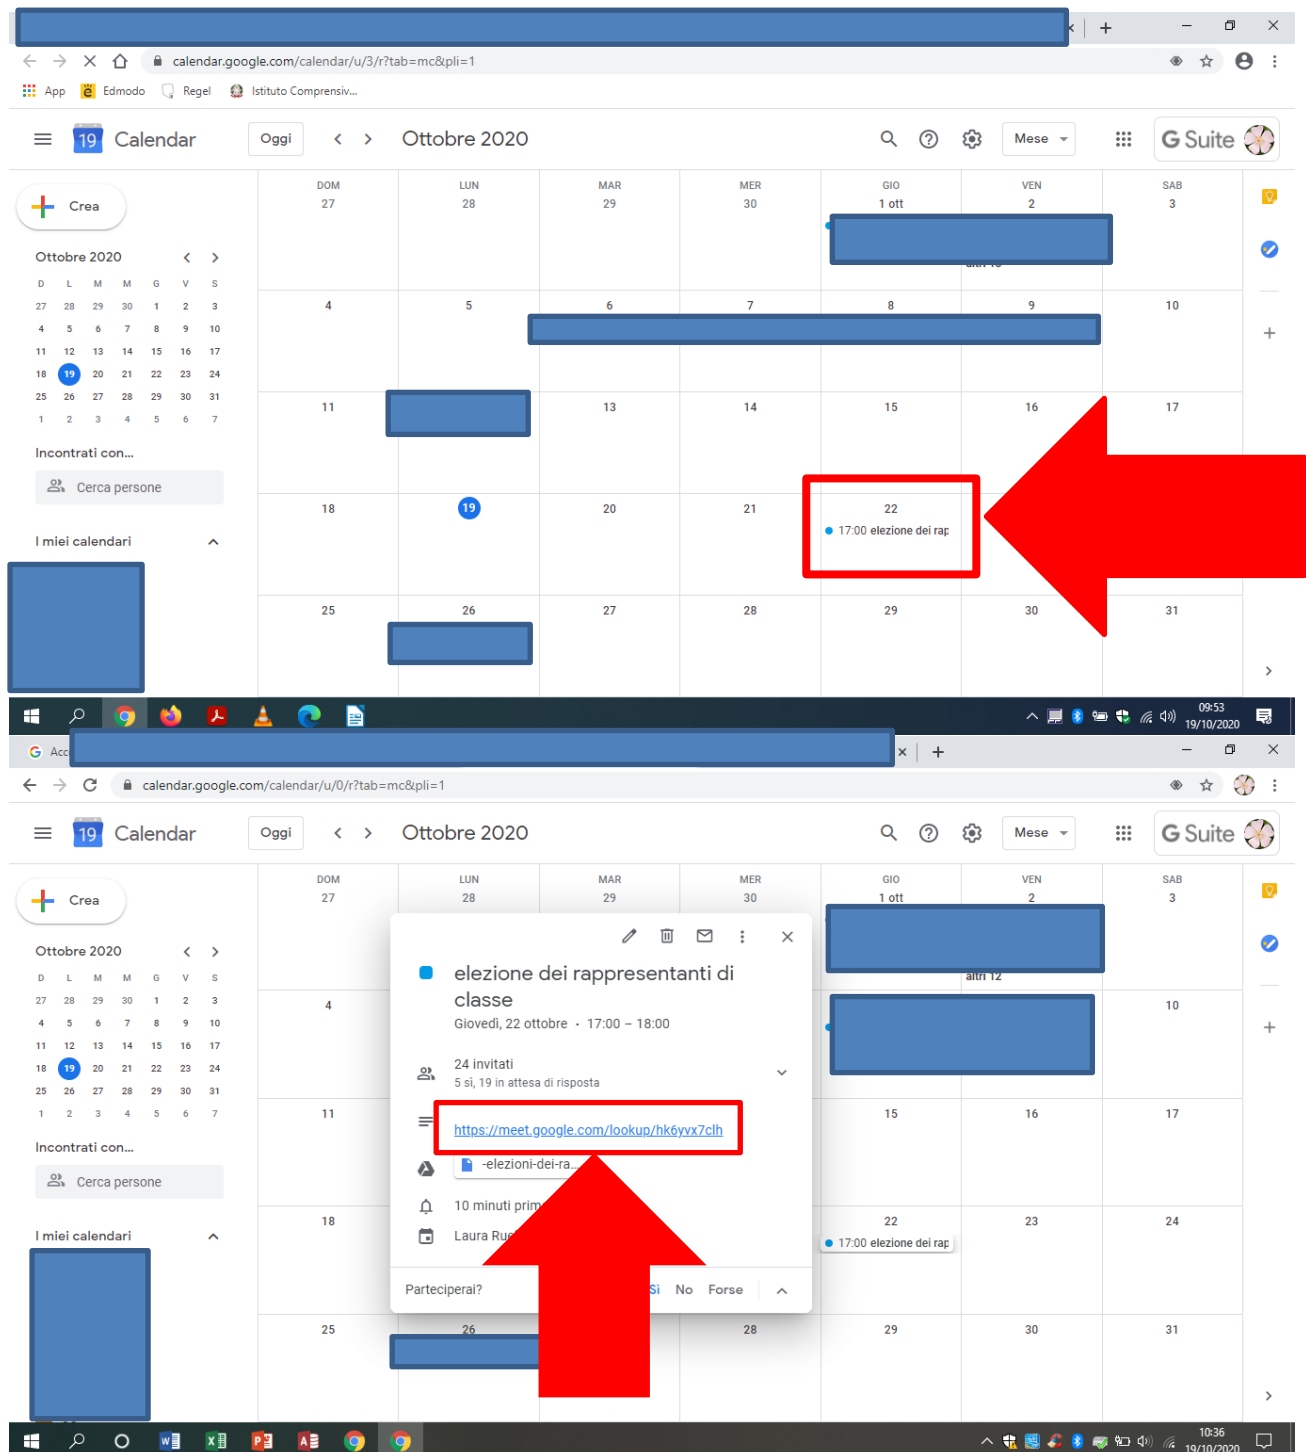 calendar.google.com/calendar/u/3/r?tab=mc&pli=1
App Edmodo Regel Istituto Comprensiv...
19 Calendar Oggi Ottobre 2020 Mese G Suite
Crea
DOM LUN MAR MER GIO VEN SAB
27 28 29 30 1 ott 2 3
Ottobre 2020
D L M M G V S
27 28 29 30 1 2 3
4 5 6 7 8 9 10
11 12 13 14 15 16 17
18 19 20 21 22 23 24
25 26 27 28 29 30 31
1 2 3 4 5 6 7
4 5 6 7 8 9 10
11 13 14 15 16 17
Incontrati con...
Cerca persone
18 19 20 21 22
17:00 elezione dei rap
I miei calendari
25 26 27 28 29 30 31
09:53
19/10/2020
Acc
calendar.google.com/calendar/u/0/r?tab=mc&pli=1
19 Calendar Oggi Ottobre 2020 Mese G Suite
Crea
DOM LUN MAR MER GIO VEN SAB
27 28 29 30 1 ott 2 3
altri 12
Ottobre 2020
D L M M G V S
27 28 29 30 1 2 3
4 5 6 7 8 9 10
11 12 13 14 15 16 17
18 19 20 21 22 23 24
25 26 27 28 29 30 31
1 2 3 4 5 6 7
4 10
11 15 16 17
Incontrati con...
Cerca persone
I miei calendari
elezione dei rappresentanti di
classe
Giovedì, 22 ottobre • 17:00 – 18:00
24 invitati
5 sì, 19 in attesa di risposta
https://meet.google.com/lookup/hk6yvx7clh
-elezioni-dei-ra...
10 minuti prim
Laura
Parteciperai? Sì No Forse
18 22 23 24
17:00 elezione dei rap
25 26 28 29 30 31
10:36
19/10/2020